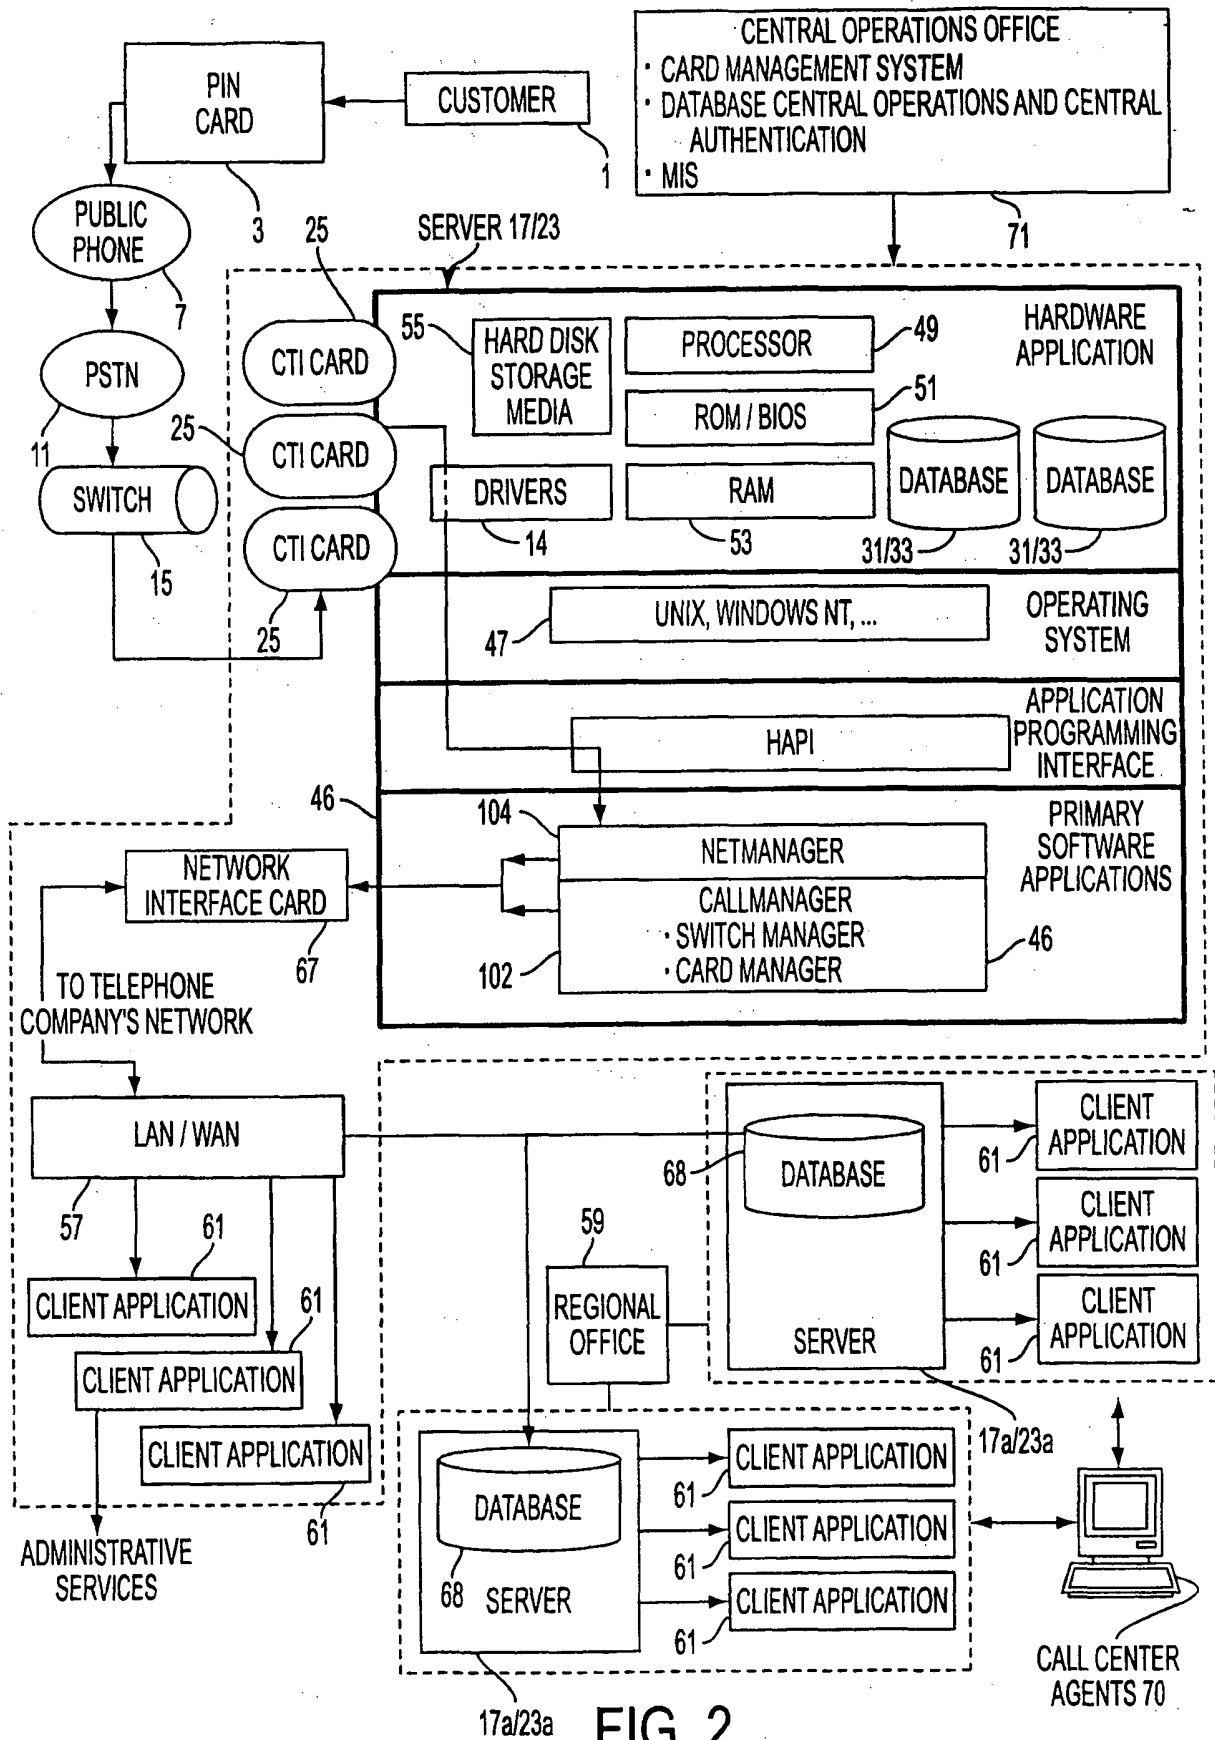 CENTRAL OPERATIONS OFFICE
· CARD MANAGEMENT SYSTEM
· DATABASE CENTRAL OPERATIONS AND CENTRAL
AUTHENTICATION
· MIS
71
PIN
CARD
3
CUSTOMER
1
PUBLIC
PHONE
7
PSTN
11
SWITCH
15
SERVER 17/23
25
CTI CARD
25
CTI CARD
CTI CARD
25
HARDWARE
APPLICATION
55
HARD DISK
STORAGE
MEDIA
PROCESSOR
49
ROM / BIOS
51
DRIVERS
14
RAM
53
DATABASE
31/33
DATABASE
31/33
UNIX, WINDOWS NT, ...
47
OPERATING
SYSTEM
HAPI
APPLICATION
PROGRAMMING
INTERFACE
46
PRIMARY
SOFTWARE
APPLICATIONS
104
NETMANAGER
CALLMANAGER
· SWITCH MANAGER
· CARD MANAGER
102
46
NETWORK
INTERFACE CARD
67
TO TELEPHONE
COMPANY'S NETWORK
LAN / WAN
57
61
CLIENT APPLICATION
61
CLIENT APPLICATION
CLIENT APPLICATION
61
ADMINISTRATIVE
SERVICES
59
REGIONAL
OFFICE
68
DATABASE
SERVER
17a/23a
CLIENT
APPLICATION
61
CLIENT
APPLICATION
61
CLIENT
APPLICATION
61
DATABASE
68
SERVER
17a/23a
CLIENT APPLICATION
61
CLIENT APPLICATION
61
CLIENT APPLICATION
61
CALL CENTER
AGENTS 70
FIG. 2